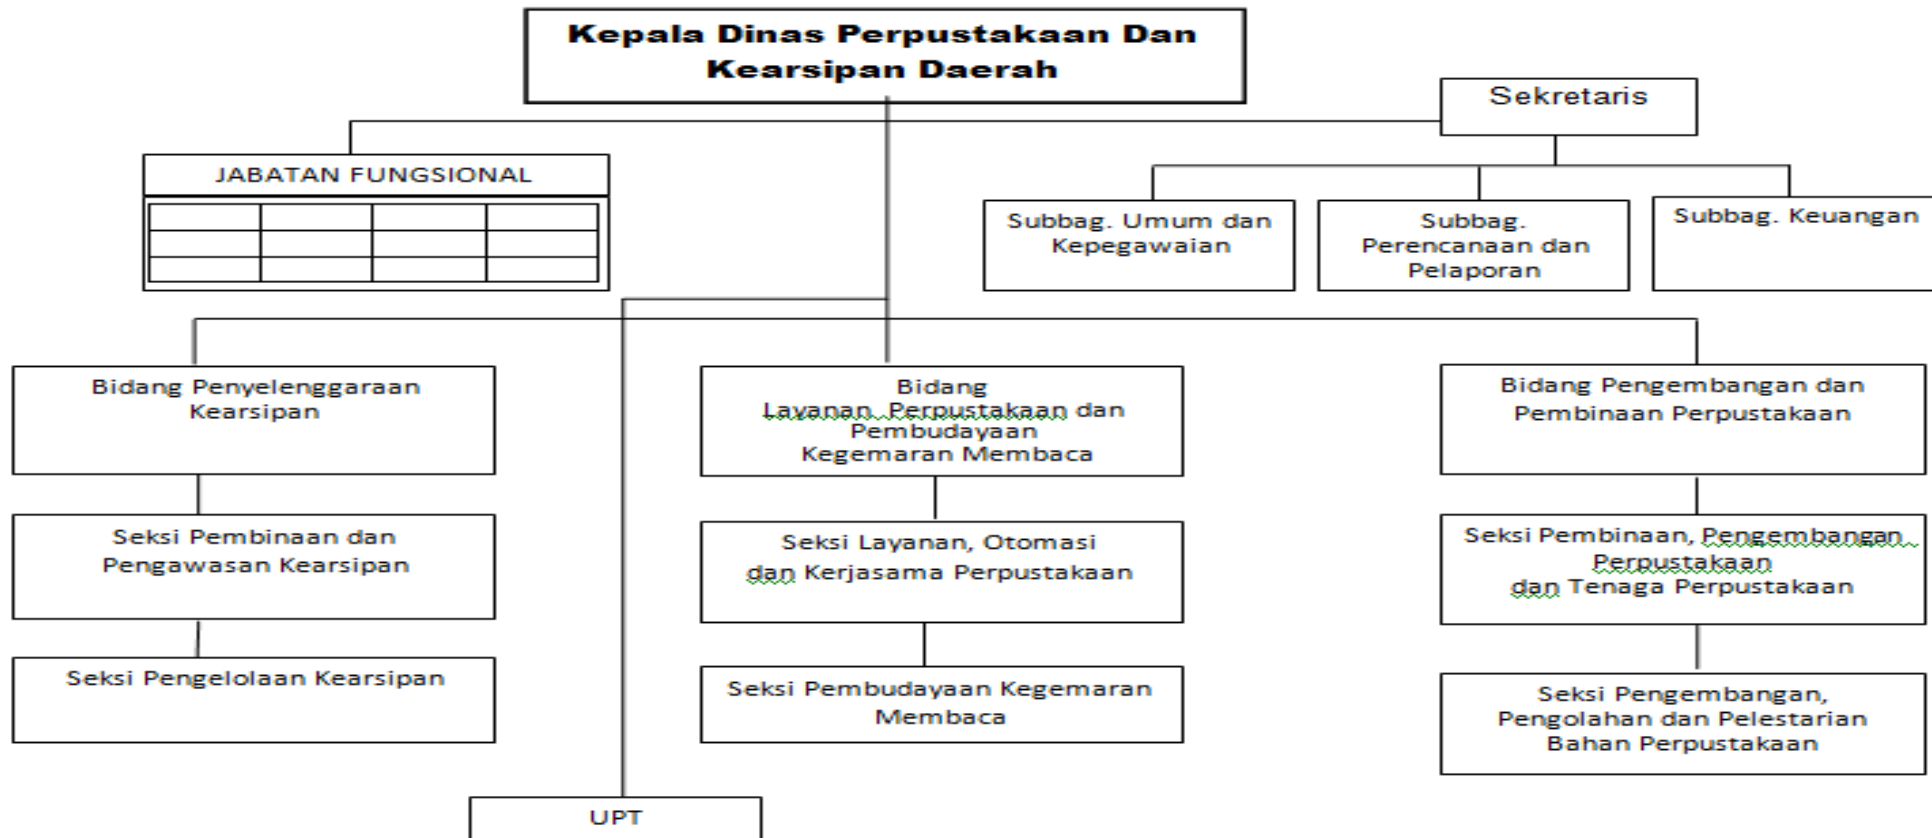 Kepala Dinas Perpustakaan Dan
Kearsipan Daerah
Sekretaris
JABATAN FUNGSIONAL
Subbag. Umum dan
Kepegawaian
Subbag.
Perencanaan dan
Pelaporan
Subbag. Keuangan
Bidang Penyelenggaraan
Kearsipan
Bidang
Layanan Perpustakaan dan
Pembudayaan
Kegemaran Membaca
Bidang Pengembangan dan
Pembinaan Perpustakaan
Seksi Pembinaan dan
Pengawasan Kearsipan
Seksi Layanan, Otomasi
dan Kerjasama Perpustakaan
Seksi Pembinaan, Pengembangan
Perpustakaan
dan Tenaga Perpustakaan
Seksi Pengelolaan Kearsipan
Seksi Pembudayaan Kegemaran
Membaca
Seksi Pengembangan,
Pengolahan dan Pelestarian
Bahan Perpustakaan
UPT